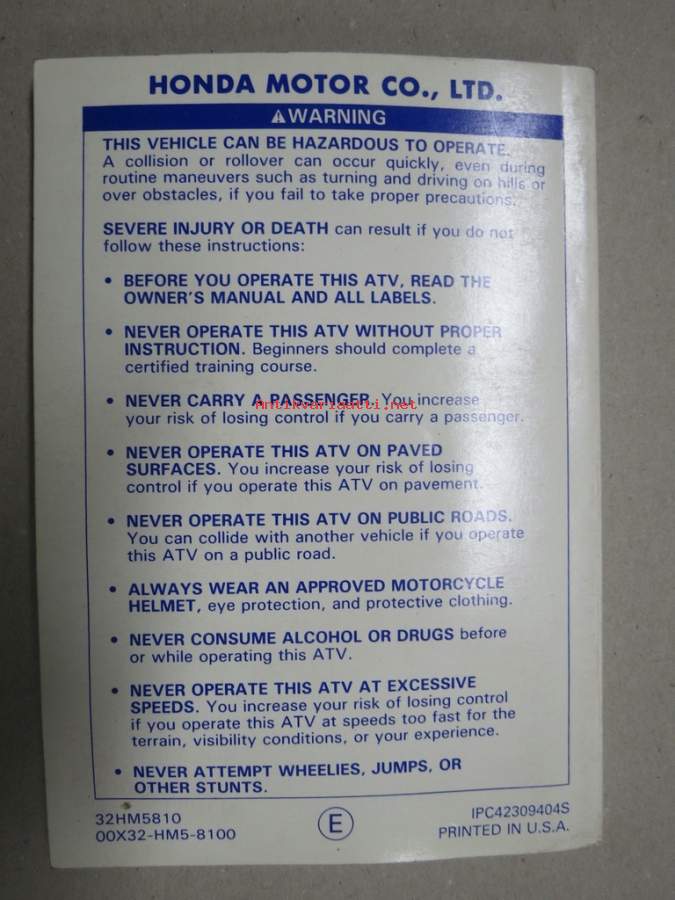 HONDA MOTOR CO., LTD.
⚠WARNING
THIS VEHICLE CAN BE HAZARDOUS TO OPERATE.
A collision or rollover can occur quickly, even during
routine maneuvers such as turning and driving on hills or
over obstacles, if you fail to take proper precautions.
SEVERE INJURY OR DEATH can result if you do not
follow these instructions:
• BEFORE YOU OPERATE THIS ATV, READ THE
OWNER'S MANUAL AND ALL LABELS.
• NEVER OPERATE THIS ATV WITHOUT PROPER
INSTRUCTION. Beginners should complete a
certified training course.
• NEVER CARRY A PASSENGER. You increase
antikvariaatti.net
your risk of losing control if you carry a passenger.
• NEVER OPERATE THIS ATV ON PAVED
SURFACES. You increase your risk of losing
control if you operate this ATV on pavement.
• NEVER OPERATE THIS ATV ON PUBLIC ROADS.
You can collide with another vehicle if you operate
this ATV on a public road.
• ALWAYS WEAR AN APPROVED MOTORCYCLE
HELMET, eye protection, and protective clothing.
• NEVER CONSUME ALCOHOL OR DRUGS before
or while operating this ATV.
• NEVER OPERATE THIS ATV AT EXCESSIVE
SPEEDS. You increase your risk of losing control
if you operate this ATV at speeds too fast for the
terrain, visibility conditions, or your experience.
• NEVER ATTEMPT WHEELIES, JUMPS, OR
OTHER STUNTS.
32HM5810
00X32-HM5-8100
E
IPC42309404S
PRINTED IN U.S.A.